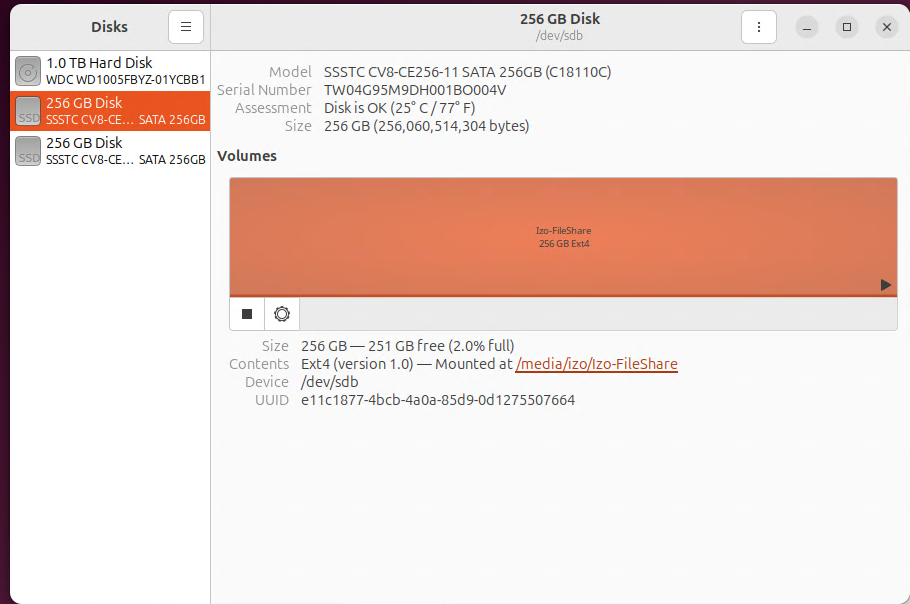 Disks
256 GB Disk
/dev/sdb
1.0 TB Hard Disk
WDC WD1005FBYZ-01YCBB1
SSD
256 GB Disk
SSSTC CV8-CE… SATA 256GB
SSD
256 GB Disk
SSSTC CV8-CE… SATA 256GB
Model SSSTC CV8-CE256-11 SATA 256GB (C18110C)
Serial Number TW04G95M9DH001BO004V
Assessment Disk is OK (25° C / 77° F)
Size 256 GB (256,060,514,304 bytes)
Volumes
Izo-FileShare
256 GB Ext4
Size 256 GB — 251 GB free (2.0% full)
Contents Ext4 (version 1.0) — Mounted at /media/izo/Izo-FileShare
Device /dev/sdb
UUID e11c1877-4bcb-4a0a-85d9-0d1275507664